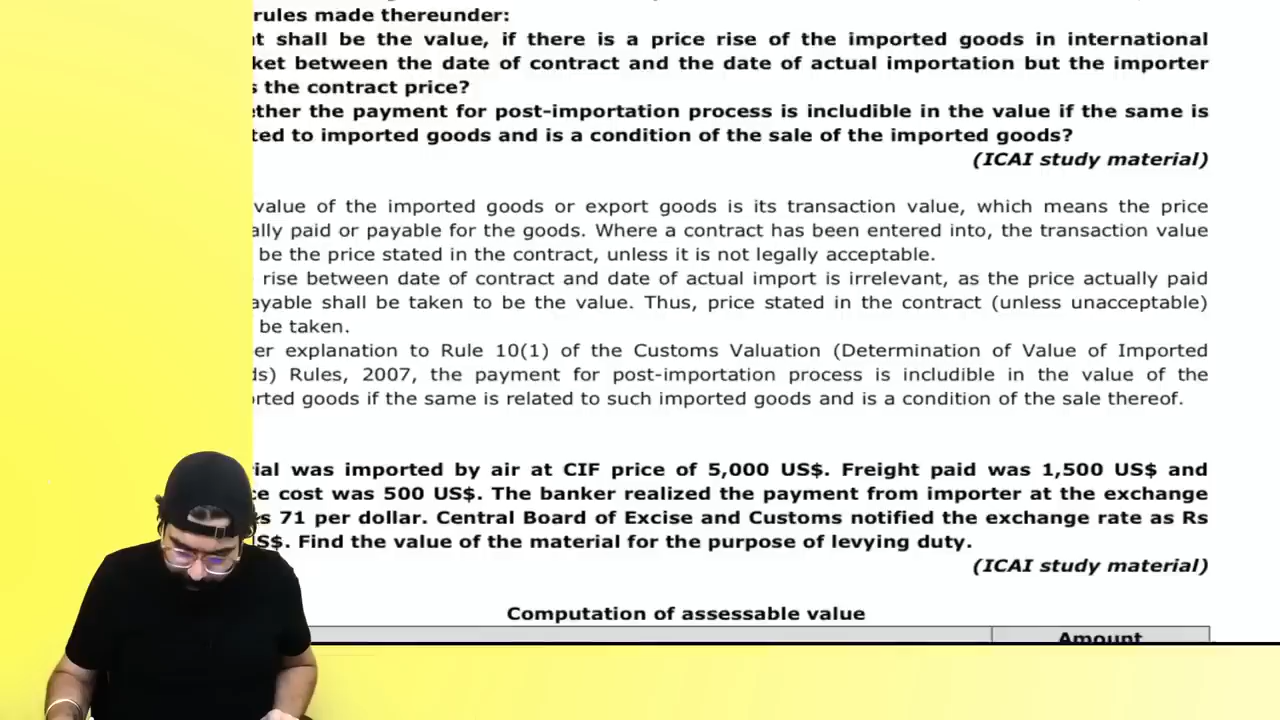 rules made thereunder:
shall be the value, if there is a price rise of the imported goods in international
between the date of contract and the date of actual importation but the importer
the contract price?
the payment for post-importation process is includible in the value if the same is
to imported goods and is a condition of the sale of the imported goods?
(ICAI study material)
value of the imported goods or export goods is its transaction value, which means the price
paid or payable for the goods. Where a contract has been entered into, the transaction value
be the price stated in the contract, unless it is not legally acceptable.
rise between date of contract and date of actual import is irrelevant, as the price actually paid
shall be taken to be the value. Thus, price stated in the contract (unless unacceptable)
be taken.
explanation to Rule 10(1) of the Customs Valuation (Determination of Value of Imported
Rules, 2007, the payment for post-importation process is includible in the value of the
goods if the same is related to such imported goods and is a condition of the sale thereof.
was imported by air at CIF price of 5,000 US$. Freight paid was 1,500 US$ and
cost was 500 US$. The banker realized the payment from importer at the exchange
71 per dollar. Central Board of Excise and Customs notified the exchange rate as Rs
Find the value of the material for the purpose of levying duty.
(ICAI study material)
Computation of assessable value
Amount